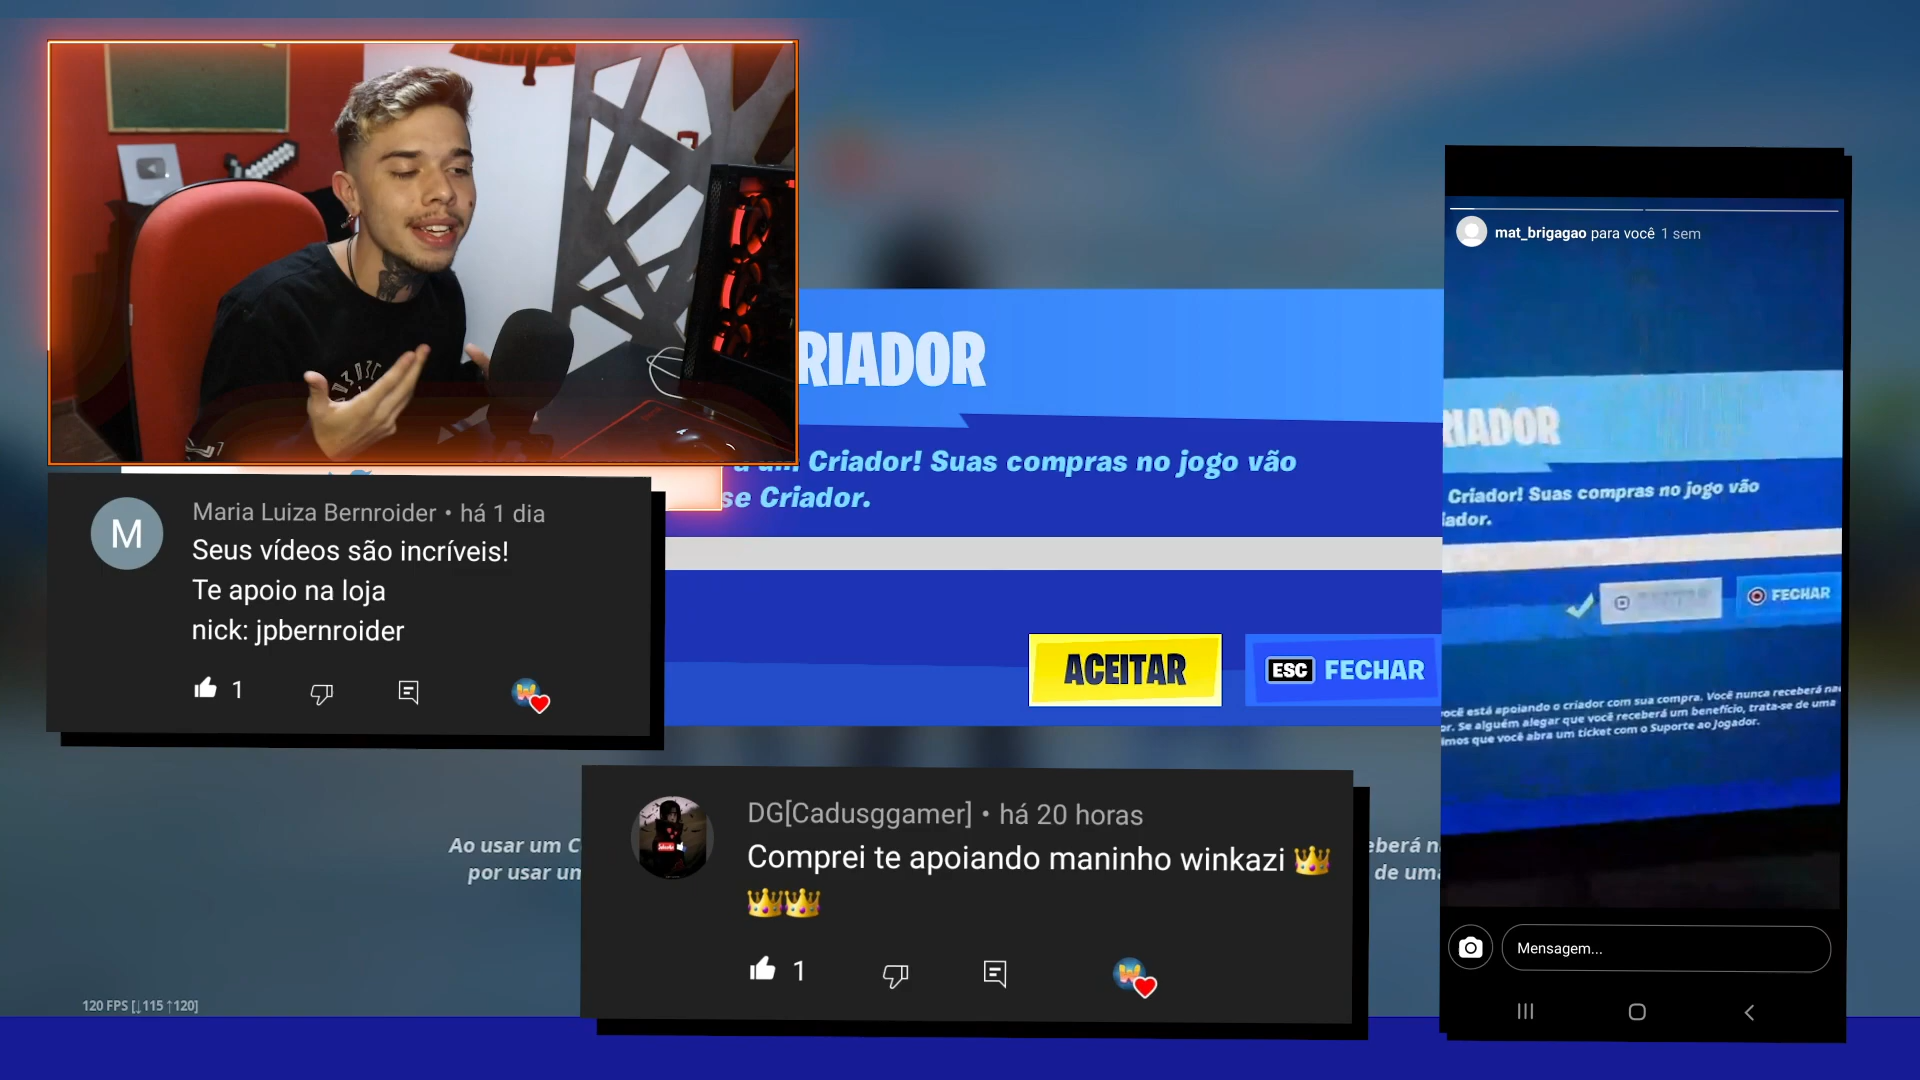 RIADOR
Criador! Suas compras no jogo vão
se Criador.
Maria Luiza Bernroider • há 1 dia
Seus vídeos são incríveis!
Te apoio na loja
nick: jpbernroider
1
ACEITAR
ESC FECHAR
DG[Cadusggamer] • há 20 horas
Comprei te apoiando maninho winkazi 👑
👑👑
1
Ao usar um C
por usar um
eberá n
de uma
120 FPS [↓115 ↑120]
mat_brigagao para você 1 sem
RIADOR
Criador! Suas compras no jogo vão
iador.
FECHAR
ocê está apoiando o criador com sua compra. Você nunca receberá na
or. Se alguém alegar que você receberá um benefício, trata-se de uma
imos que você abra um ticket com o Suporte ao Jogador.
Mensagem...